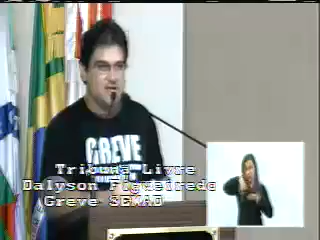 GREVE
Tribuna Livre
Dalyson Figueiredo
Greve SEMAD